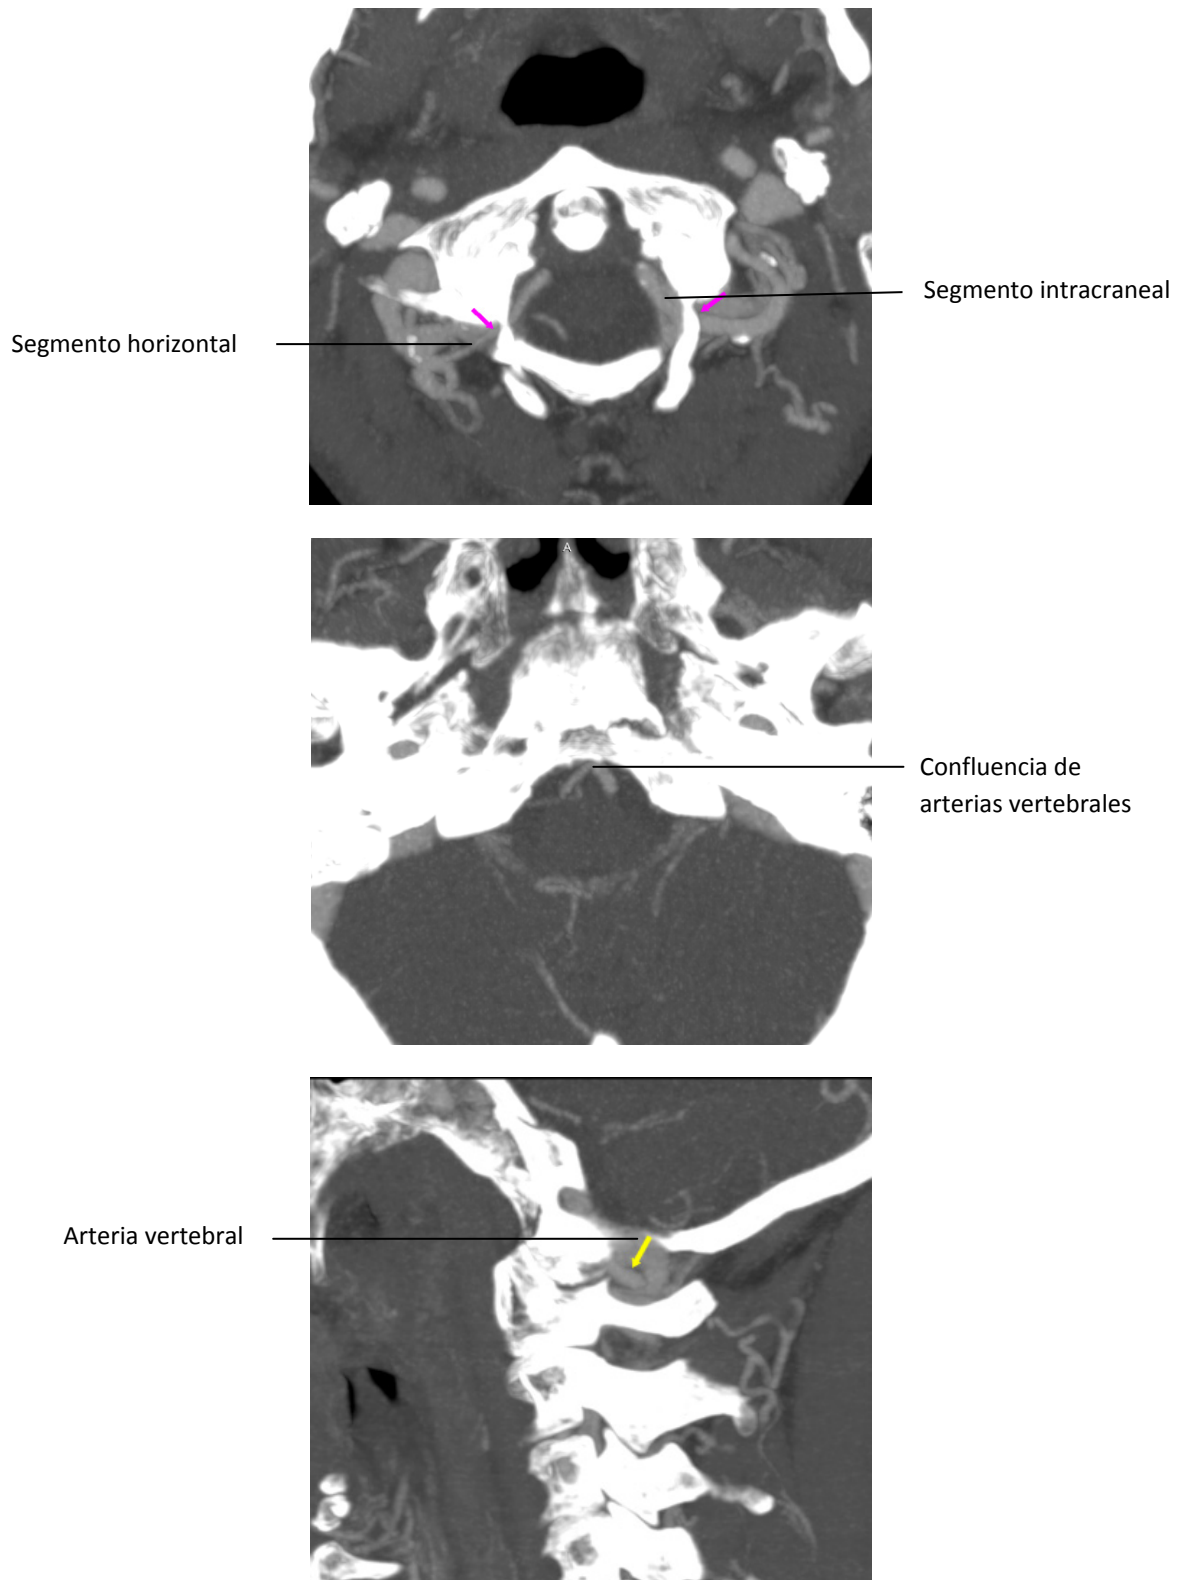 Segmento intracraneal
Segmento horizontal
A
Confluencia de
arterias vertebrales
Arteria vertebral